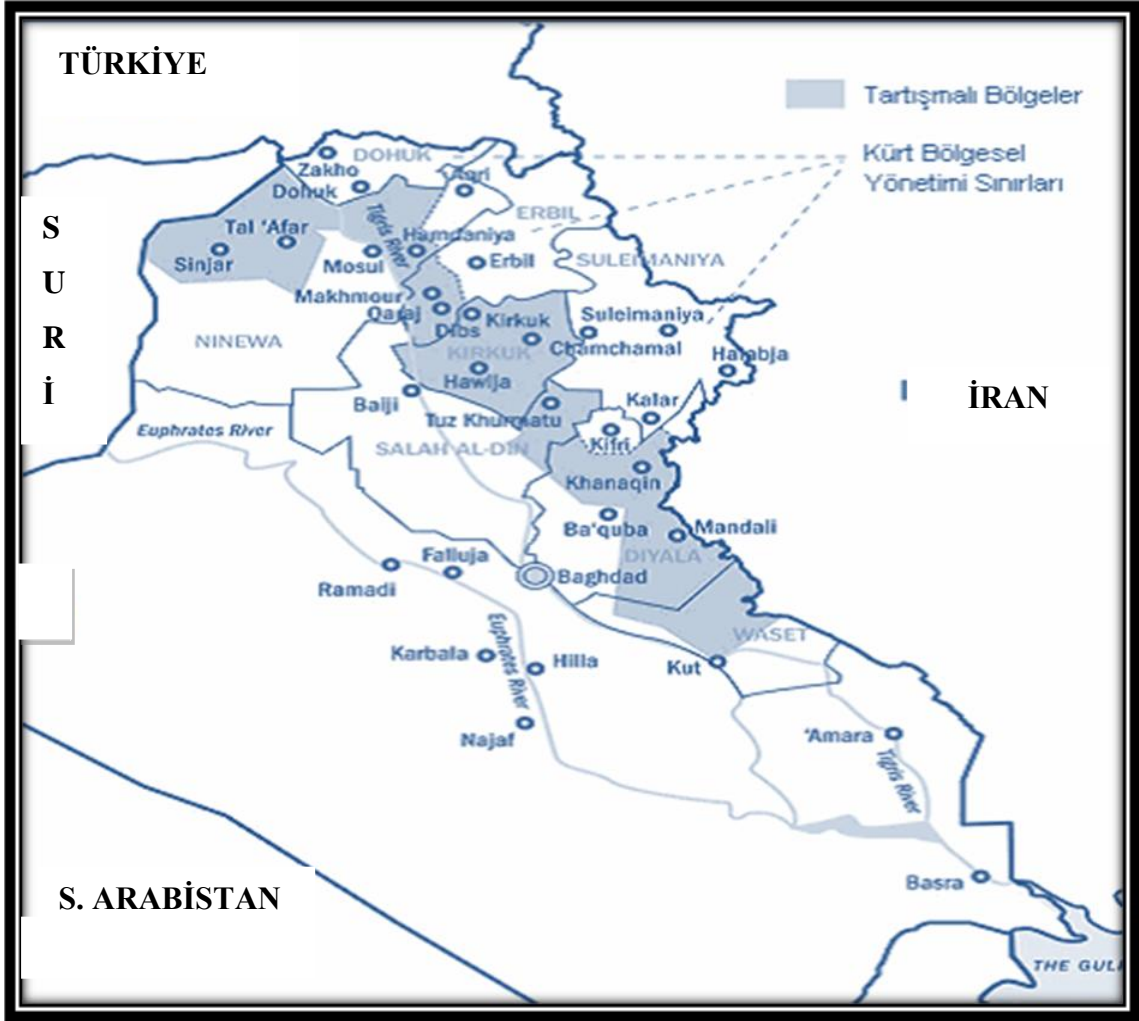 TÜRKİYE
Tartışmalı Bölgeler
Kürt Bölgesel
Yönetimi Sınırları
DOHUK
Zakho
Dohuk
Aqri
ERBIL
S
U
R
İ
Tal 'Afar
Sinjar
Tigris River
Hamdaniya
Mosul
Erbil
SULEIMANIYA
Makhmour
Qaraj
Dibs
Kirkuk
Suleimaniya
NINEWA
KIRKUK
Chamchamal
Halabja
Hawija
İRAN
Baiji
Tuz Khurmatu
Kalar
Euphrates River
Kifri
SALAH AL-DIN
Khanaqin
Ba'quba
Mandali
DIYALA
Falluja
Baghdad
Ramadi
Euphrates River
WASET
Karbala
Hilla
Kut
Najaf
'Amara
Tigris River
S. ARABİSTAN
Basra
THE GULF